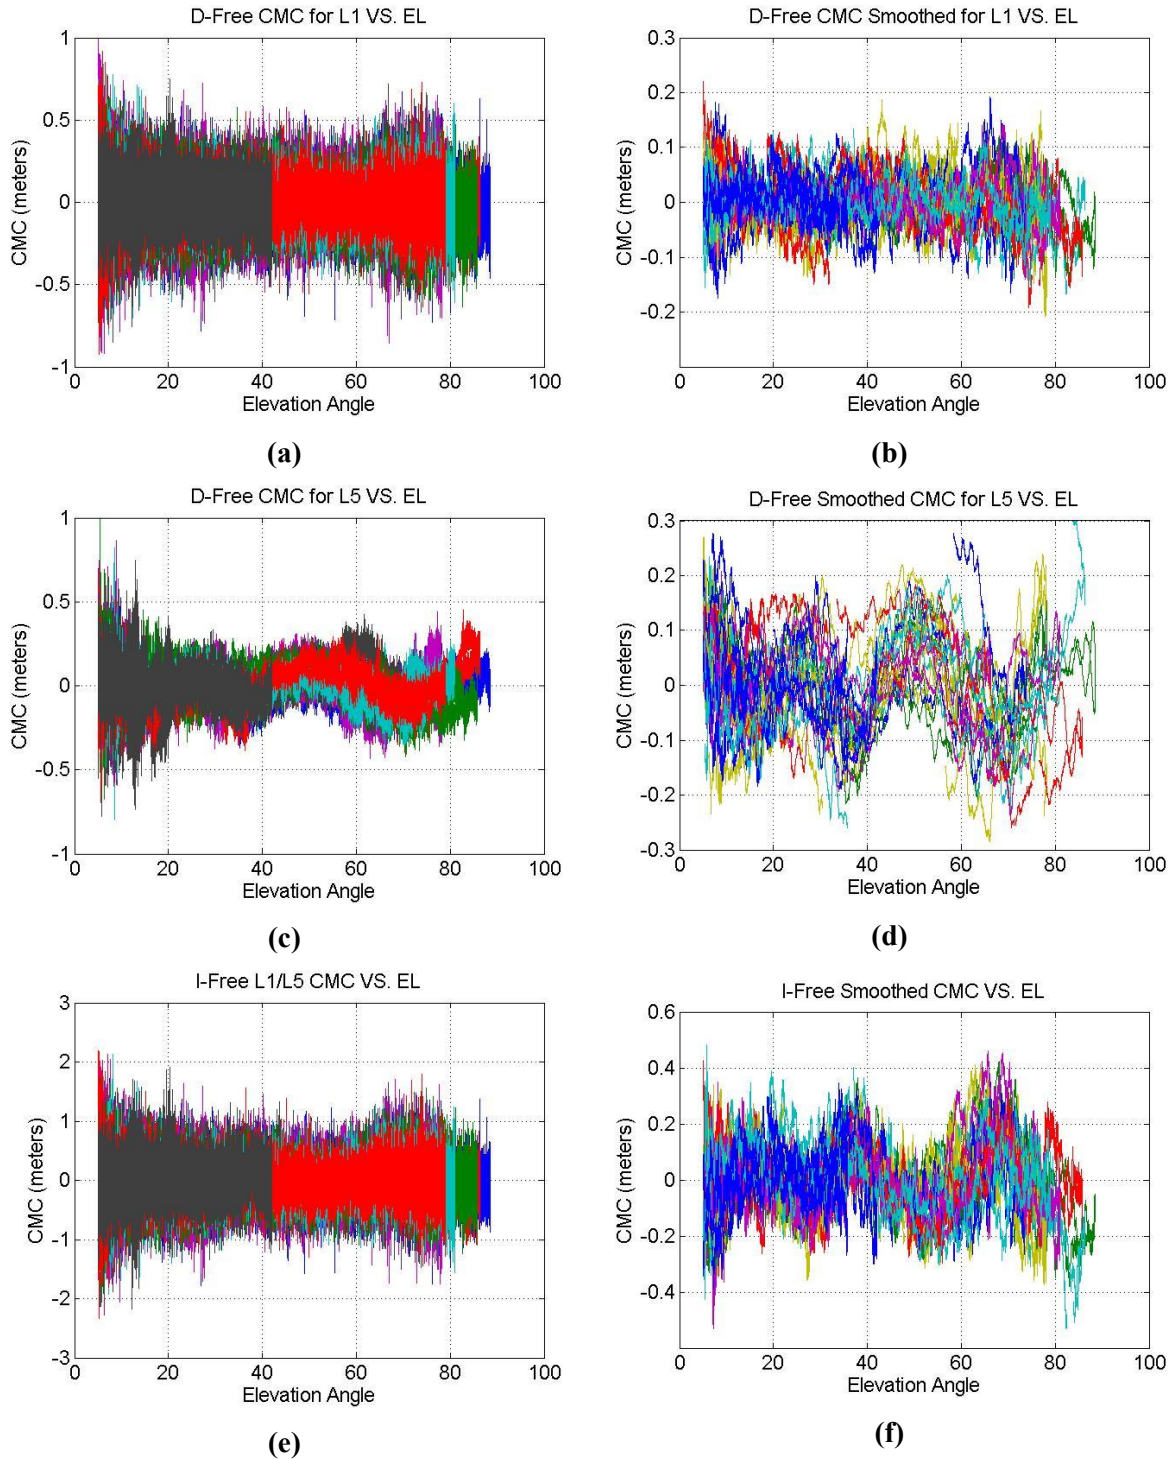 D-Free CMC for L1 VS. EL
1
0.5
0
-0.5
-1
CMC (meters)
0 20 40 60 80 100
Elevation Angle
(a)
D-Free CMC Smoothed for L1 VS. EL
0.3
0.2
0.1
0
-0.1
-0.2
CMC (meters)
0 20 40 60 80 100
Elevation Angle
(b)
D-Free CMC for L5 VS. EL
1
0.5
0
-0.5
-1
CMC (meters)
0 20 40 60 80 100
Elevation Angle
(c)
D-Free Smoothed CMC for L5 VS. EL
0.3
0.2
0.1
0
-0.1
-0.2
-0.3
CMC (meters)
0 20 40 60 80 100
Elevation Angle
(d)
I-Free L1/L5 CMC VS. EL
3
2
1
0
-1
-2
-3
CMC (meters)
0 20 40 60 80 100
Elevation Angle
(e)
I-Free Smoothed CMC VS. EL
0.6
0.4
0.2
0
-0.2
-0.4
CMC (meters)
0 20 40 60 80 100
Elevation Angle
(f)